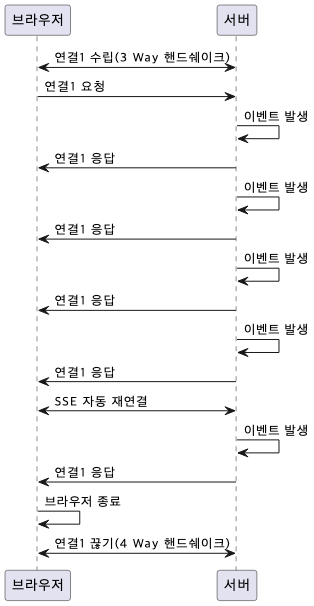 브라우저 서버
연결1 수립(3 Way 핸드쉐이크)
연결1 요청
이벤트 발생
연결1 응답
이벤트 발생
연결1 응답
이벤트 발생
연결1 응답
이벤트 발생
연결1 응답
SSE 자동 재연결
이벤트 발생
연결1 응답
브라우저 종료
연결1 끊기(4 Way 핸드쉐이크)
브라우저 서버